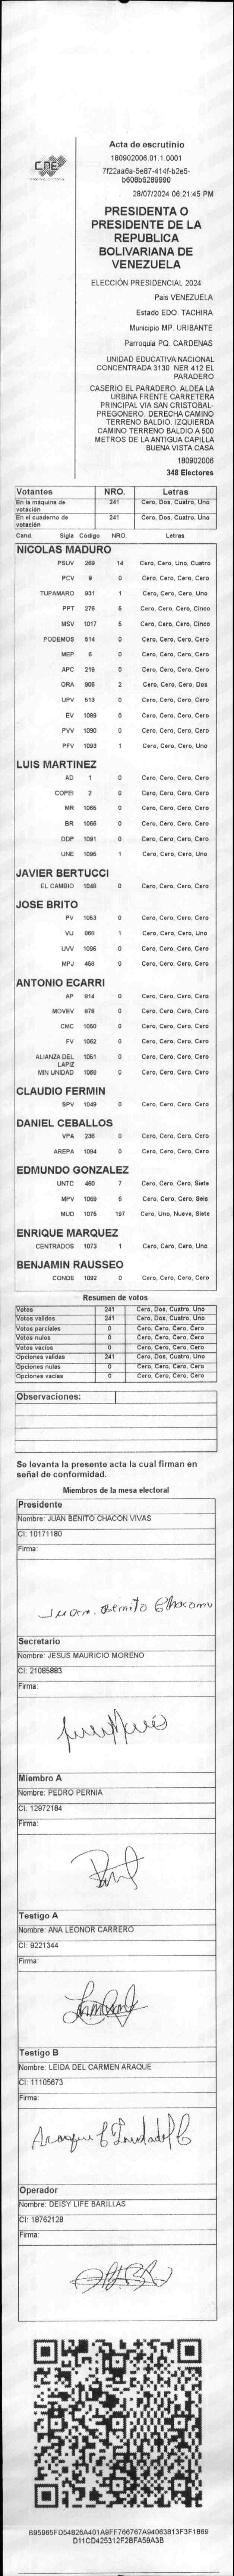 CNE
Acta de escrutinio
180902006.01.1.0001
7f22aa6a-5e87-414f-b2e5-
b608b6289990
28/07/2024 06:21:45 PM
PRESIDENTA O
PRESIDENTE DE LA
REPUBLICA
BOLIVARIANA DE
VENEZUELA
ELECCIÓN PRESIDENCIAL 2024
Pais VENEZUELA
Estado EDO. TACHIRA
Municipio MP. URIBANTE
Parroquia PQ. CARDENAS
UNIDAD EDUCATIVA NACIONAL
CONCENTRADA 3130 NER 412 EL
PARADERO
CASERIO EL PARADERO, ALDEA LA
URBINA FRENTE CARRETERA
PRINCIPAL VIA SAN CRISTOBAL-
PREGONERO. DERECHA CAMINO
TERRENO BALDIO. IZQUIERDA
CAMINO TERRENO BALDIO A 500
METROS DE LA ANTIGUA CAPILLA
BUENA VISTA CASA
180902006
348 Electores
Votantes NRO. Letras
En la máquina de votación 241 Cero, Dos, Cuatro, Uno
En el cuaderno de votación 241 Cero, Dos, Cuatro, Uno
Cand. Sigla Código NRO. Letras
NICOLAS MADURO
PSUV 269 14 Cero, Cero, Uno, Cuatro
PCV 9 0 Cero, Cero, Cero, Cero
TUPAMARO 931 1 Cero, Cero, Cero, Uno
PPT 276 5 Cero, Cero, Cero, Cinco
MSV 1017 5 Cero, Cero, Cero, Cinco
PODEMOS 514 0 Cero, Cero, Cero, Cero
MEP 6 0 Cero, Cero, Cero, Cero
APC 219 0 Cero, Cero, Cero, Cero
ORA 906 2 Cero, Cero, Cero, Dos
UPV 513 0 Cero, Cero, Cero, Cero
EV 1089 0 Cero, Cero, Cero, Cero
PVV 1090 0 Cero, Cero, Cero, Cero
PFV 1093 1 Cero, Cero, Cero, Uno
LUIS MARTINEZ
AD 1 0 Cero, Cero, Cero, Cero
COPEI 2 0 Cero, Cero, Cero, Cero
MR 1065 0 Cero, Cero, Cero, Cero
BR 1066 0 Cero, Cero, Cero, Cero
DDP 1091 0 Cero, Cero, Cero, Cero
UNE 1095 1 Cero, Cero, Cero, Uno
JAVIER BERTUCCI
EL CAMBIO 1048 0 Cero, Cero, Cero, Cero
JOSE BRITO
PV 1053 0 Cero, Cero, Cero, Cero
VU 969 1 Cero, Cero, Cero, Uno
UVV 1096 0 Cero, Cero, Cero, Cero
MPJ 459 0 Cero, Cero, Cero, Cero
ANTONIO ECARRI
AP 814 0 Cero, Cero, Cero, Cero
MOVEV 878 0 Cero, Cero, Cero, Cero
CMC 1060 0 Cero, Cero, Cero, Cero
FV 1062 0 Cero, Cero, Cero, Cero
ALIANZA DEL LAPIZ 1051 0 Cero, Cero, Cero, Cero
MIN UNIDAD 1068 0 Cero, Cero, Cero, Cero
CLAUDIO FERMIN
SPV 1049 0 Cero, Cero, Cero, Cero
DANIEL CEBALLOS
VPA 236 0 Cero, Cero, Cero, Cero
AREPA 1094 0 Cero, Cero, Cero, Cero
EDMUNDO GONZALEZ
UNTC 460 7 Cero, Cero, Cero, Siete
MPV 1069 6 Cero, Cero, Cero, Seis
MUD 1075 197 Cero, Uno, Nueve, Siete
ENRIQUE MARQUEZ
CENTRADOS 1073 1 Cero, Cero, Cero, Uno
BENJAMIN RAUSSEO
CONDE 1092 0 Cero, Cero, Cero, Cero
Resumen de votos
Votos 241 Cero, Dos, Cuatro, Uno
Votos validos 241 Cero, Dos, Cuatro, Uno
Votos parciales 0 Cero, Cero, Cero, Cero
Votos nulos 0 Cero, Cero, Cero, Cero
Votos vacios 0 Cero, Cero, Cero, Cero
Opciones validas 241 Cero, Dos, Cuatro, Uno
Opciones nulas 0 Cero, Cero, Cero, Cero
Opciones vacias 0 Cero, Cero, Cero, Cero
Observaciones:
Se levanta la presente acta la cual firman en
señal de conformidad.
Miembros de la mesa electoral
Presidente
Nombre: JUAN BENITO CHACON VIVAS
CI: 10171180
Firma:
Juan. Benito Chacon v
Secretario
Nombre: JESUS MAURICIO MORENO
CI: 21085883
Firma:
Miembro A
Nombre: PEDRO PERNIA
CI: 12972184
Firma:
Testigo A
Nombre: ANA LEONOR CARRERO
CI: 9221344
Firma:
Testigo B
Nombre: LEIDA DEL CARMEN ARAQUE
CI: 11105673
Firma:
Araque
Operador
Nombre: DEISY LIFE BARILLAS
CI: 18762128
Firma:
B95965FD54826A401A9FF766767A94063813F3F1869
D11CD425312F2BFA59A3B